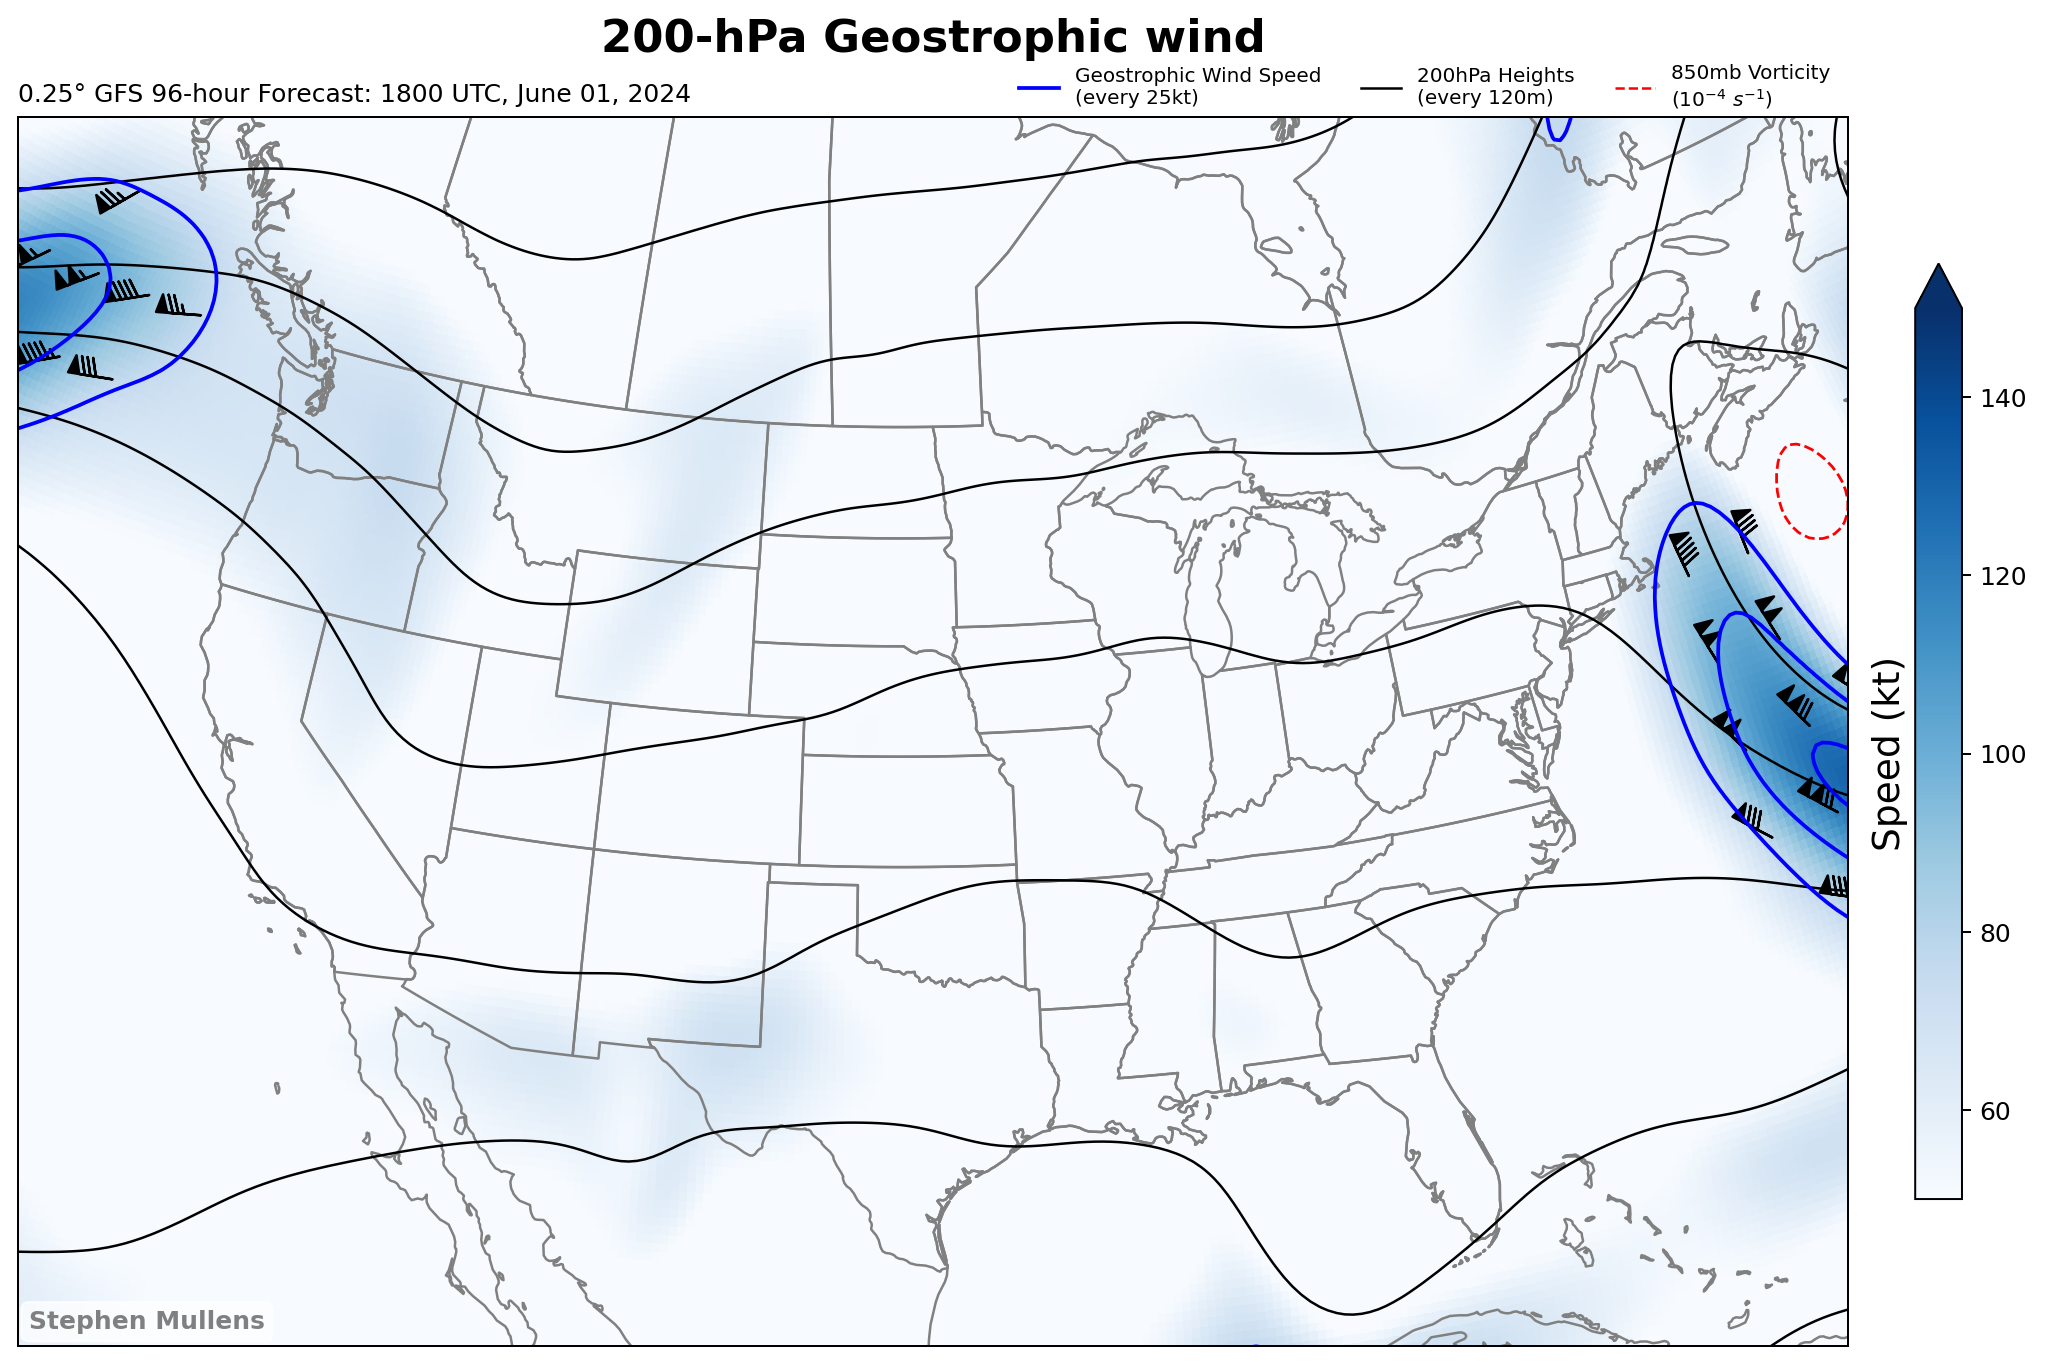 200-hPa Geostrophic wind
0.25° GFS 96-hour Forecast: 1800 UTC, June 01, 2024
Geostrophic Wind Speed
(every 25kt)
200hPa Heights
(every 120m)
850mb Vorticity
(10⁻⁴ s⁻¹)
140
120
100
80
60
Speed (kt)
Stephen Mullens